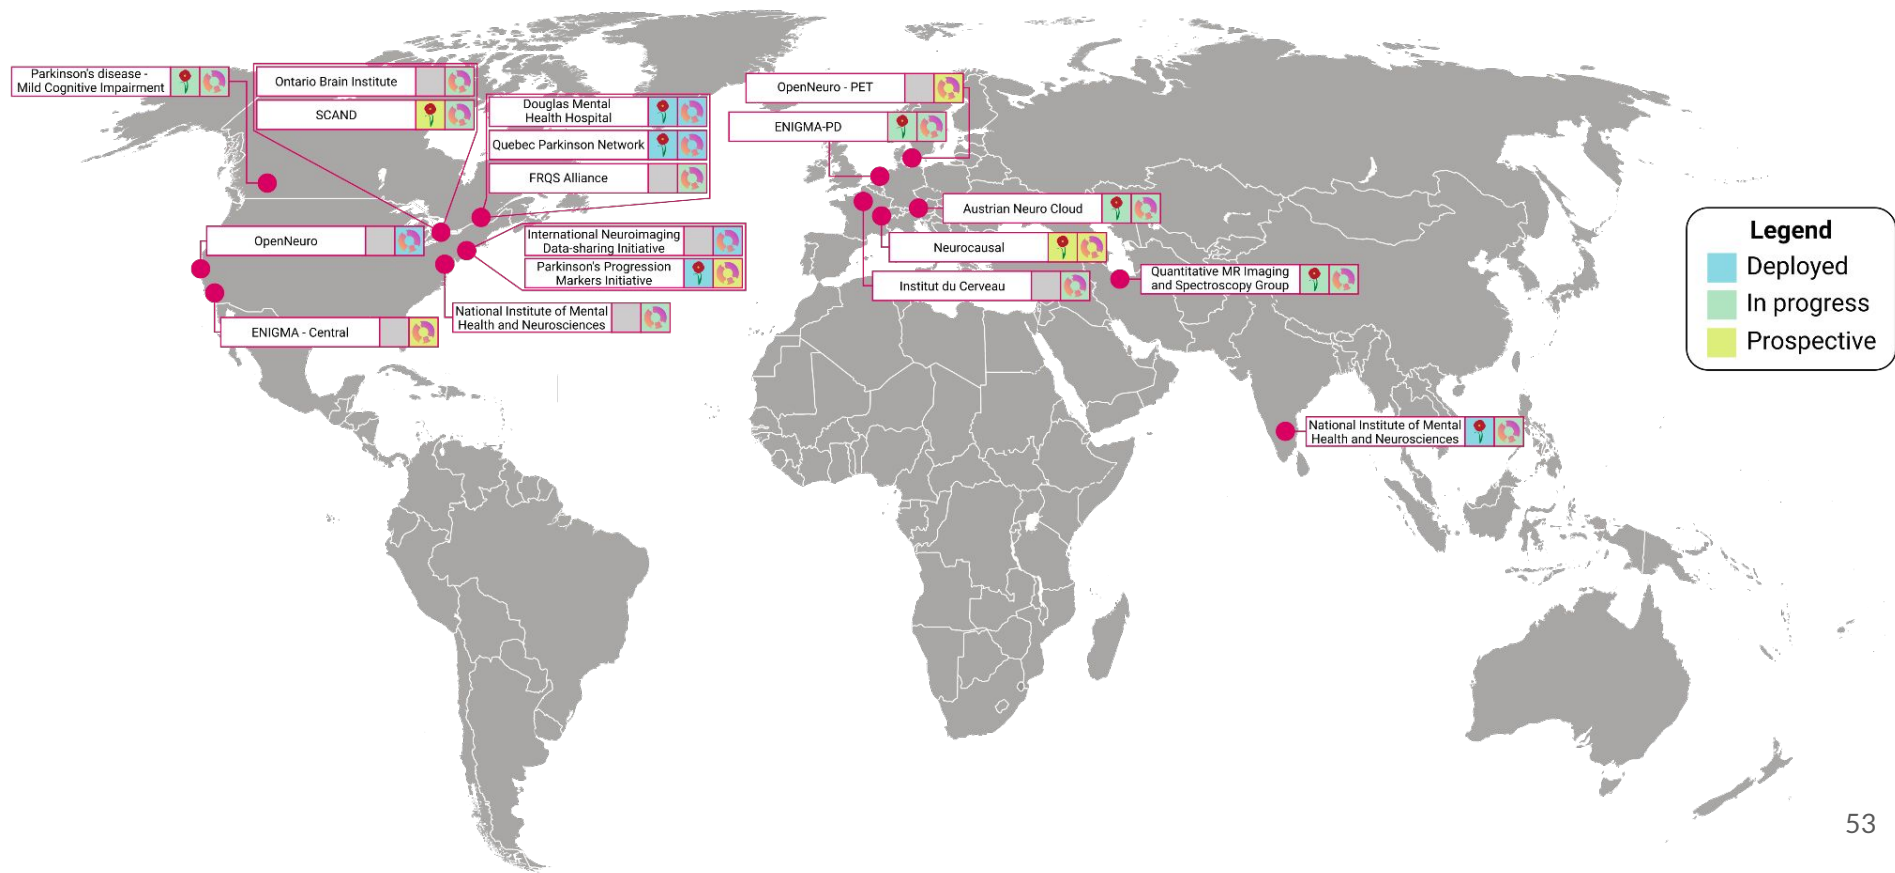 Parkinson's disease -
Mild Cognitive Impairment
Ontario Brain Institute
SCAND
Douglas Mental
Health Hospital
Quebec Parkinson Network
FRQS Alliance
OpenNeuro
International Neuroimaging
Data-sharing Initiative
Parkinson's Progression
Markers Initiative
National Institute of Mental
Health and Neurosciences
ENIGMA - Central
OpenNeuro - PET
ENIGMA-PD
Austrian Neuro Cloud
Neurocausal
Institut du Cerveau
Quantitative MR Imaging
and Spectroscopy Group
National Institute of Mental
Health and Neurosciences
Legend
Deployed
In progress
Prospective
53